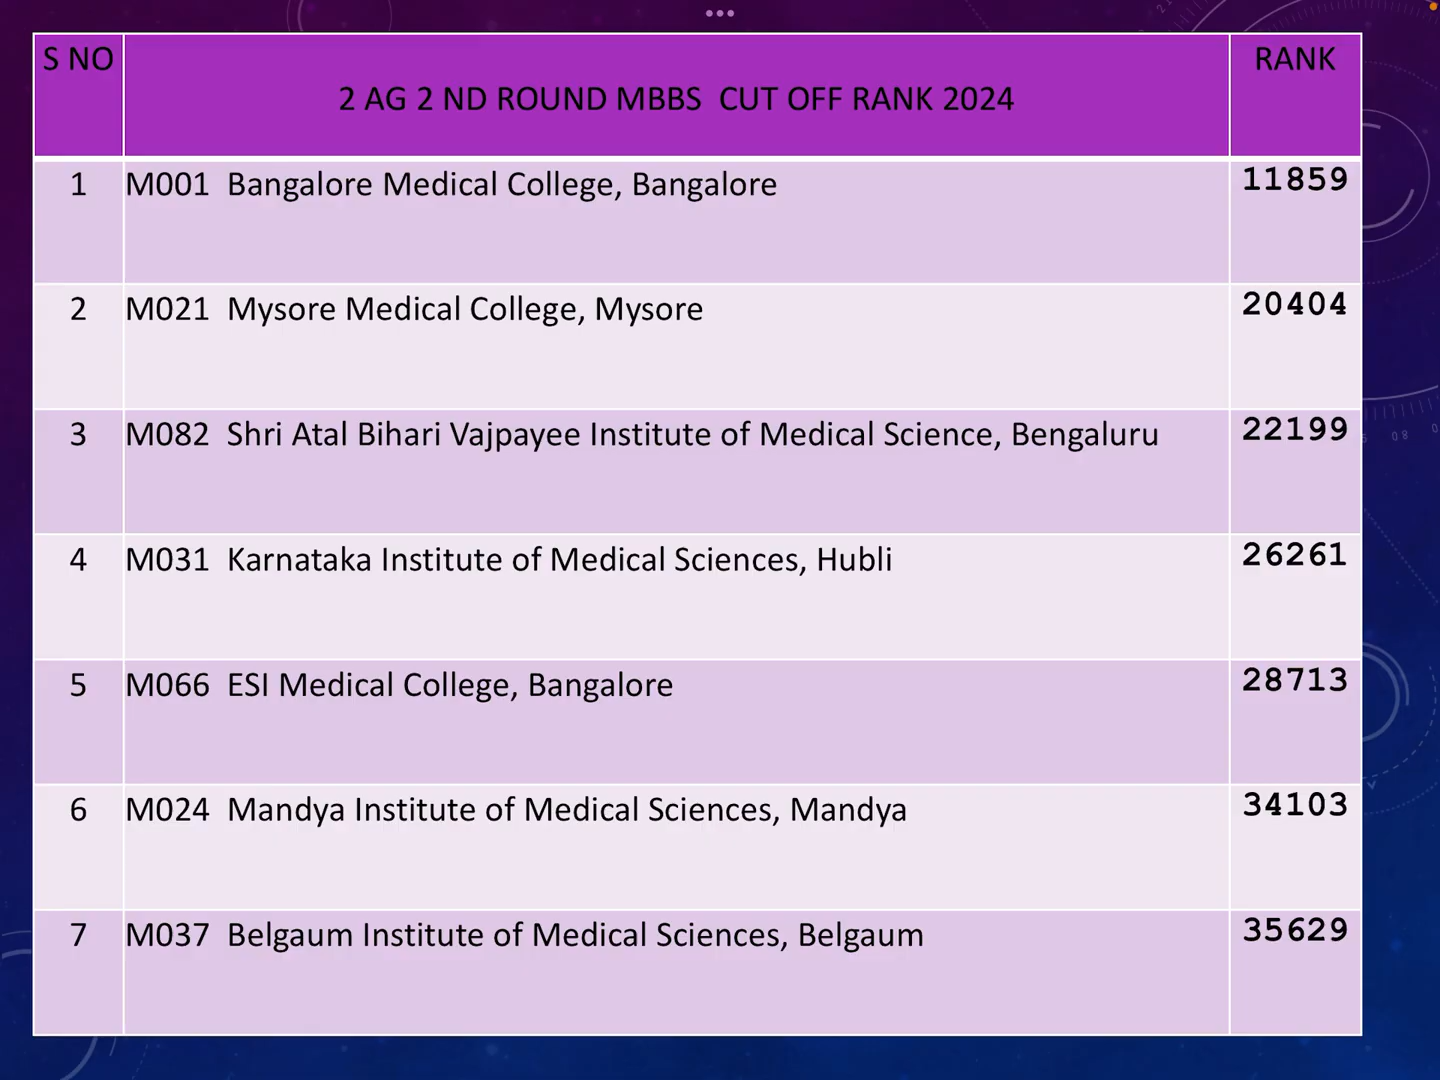 S NO
2 AG 2 ND ROUND MBBS CUT OFF RANK 2024
RANK
1 M001 Bangalore Medical College, Bangalore 11859
2 M021 Mysore Medical College, Mysore 20404
3 M082 Shri Atal Bihari Vajpayee Institute of Medical Science, Bengaluru 22199
4 M031 Karnataka Institute of Medical Sciences, Hubli 26261
5 M066 ESI Medical College, Bangalore 28713
6 M024 Mandya Institute of Medical Sciences, Mandya 34103
7 M037 Belgaum Institute of Medical Sciences, Belgaum 35629